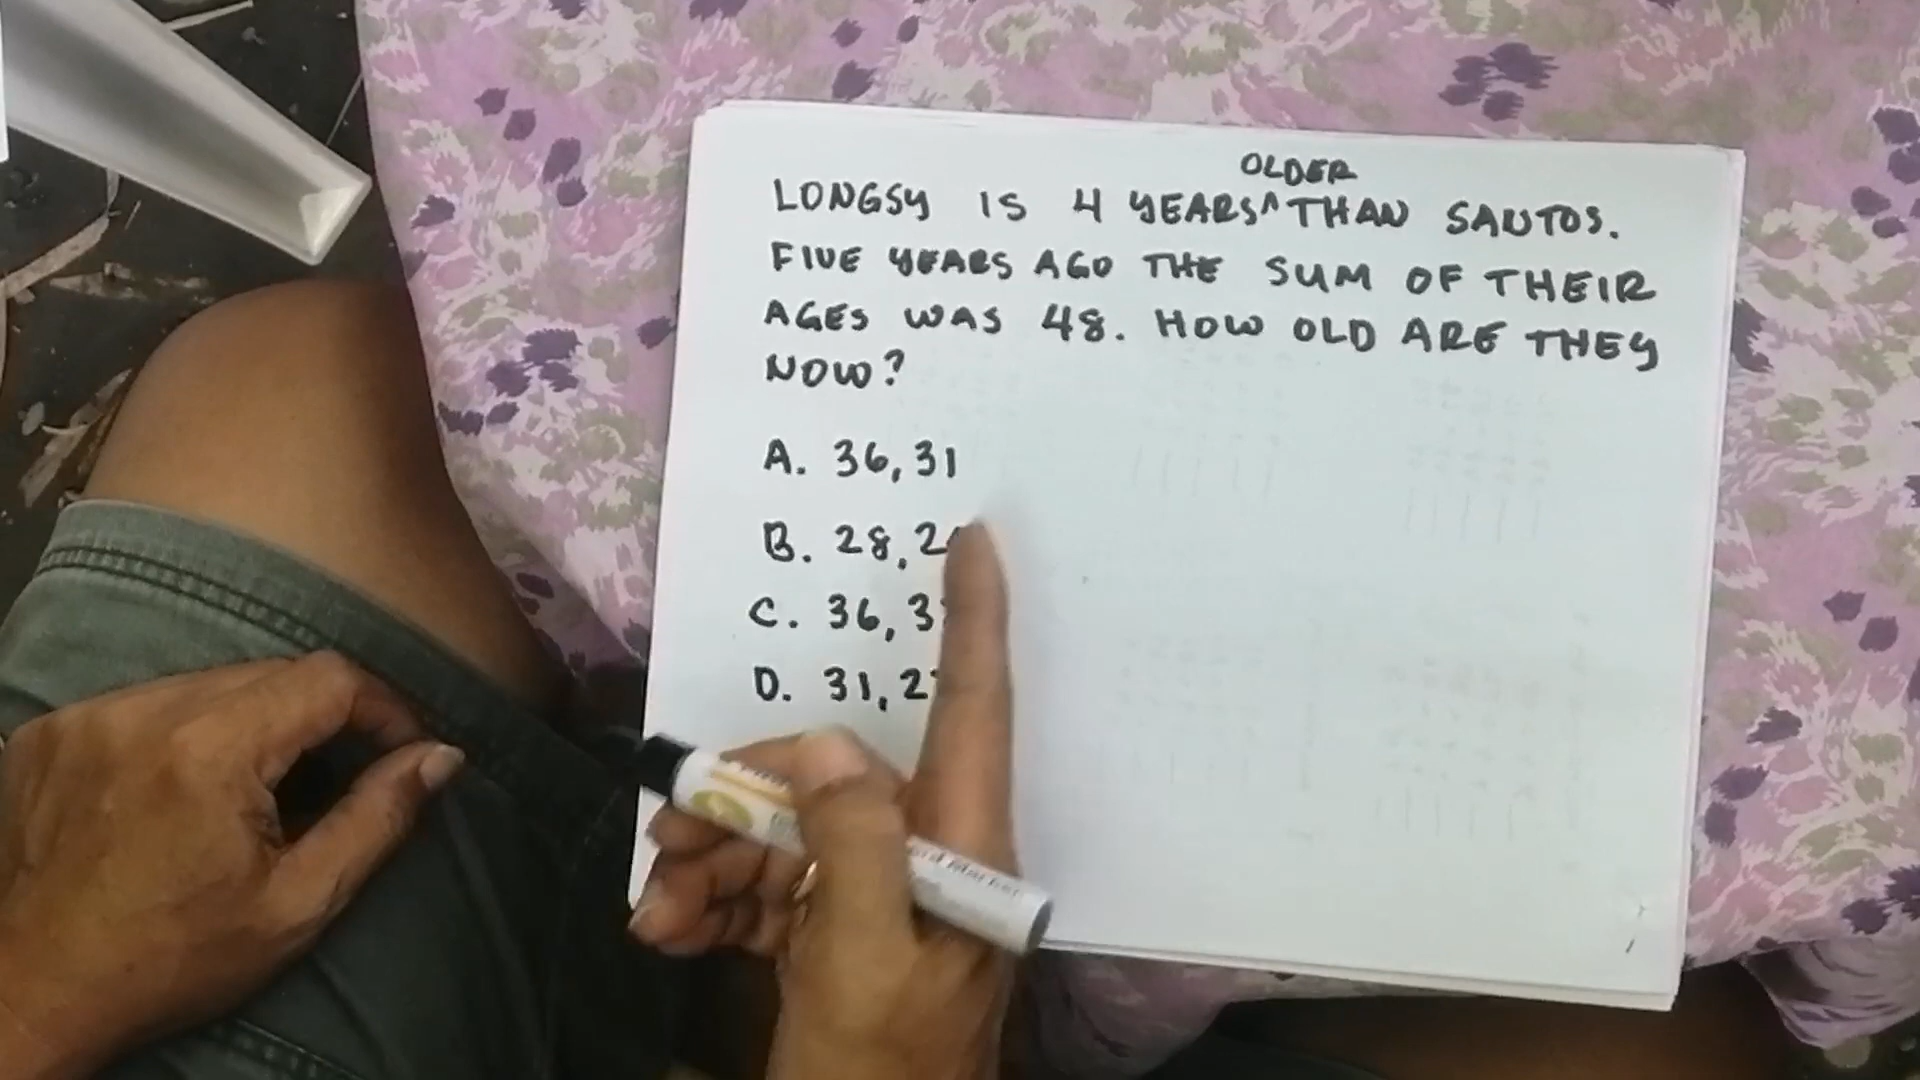 OLDER
LONGSY IS 4 YEARS^THAN SANTOS.
FIVE YEARS AGO THE SUM OF THEIR
AGES WAS 48. HOW OLD ARE THEY
NOW?
A. 36, 31
B. 28,
C. 36,
D. 31,